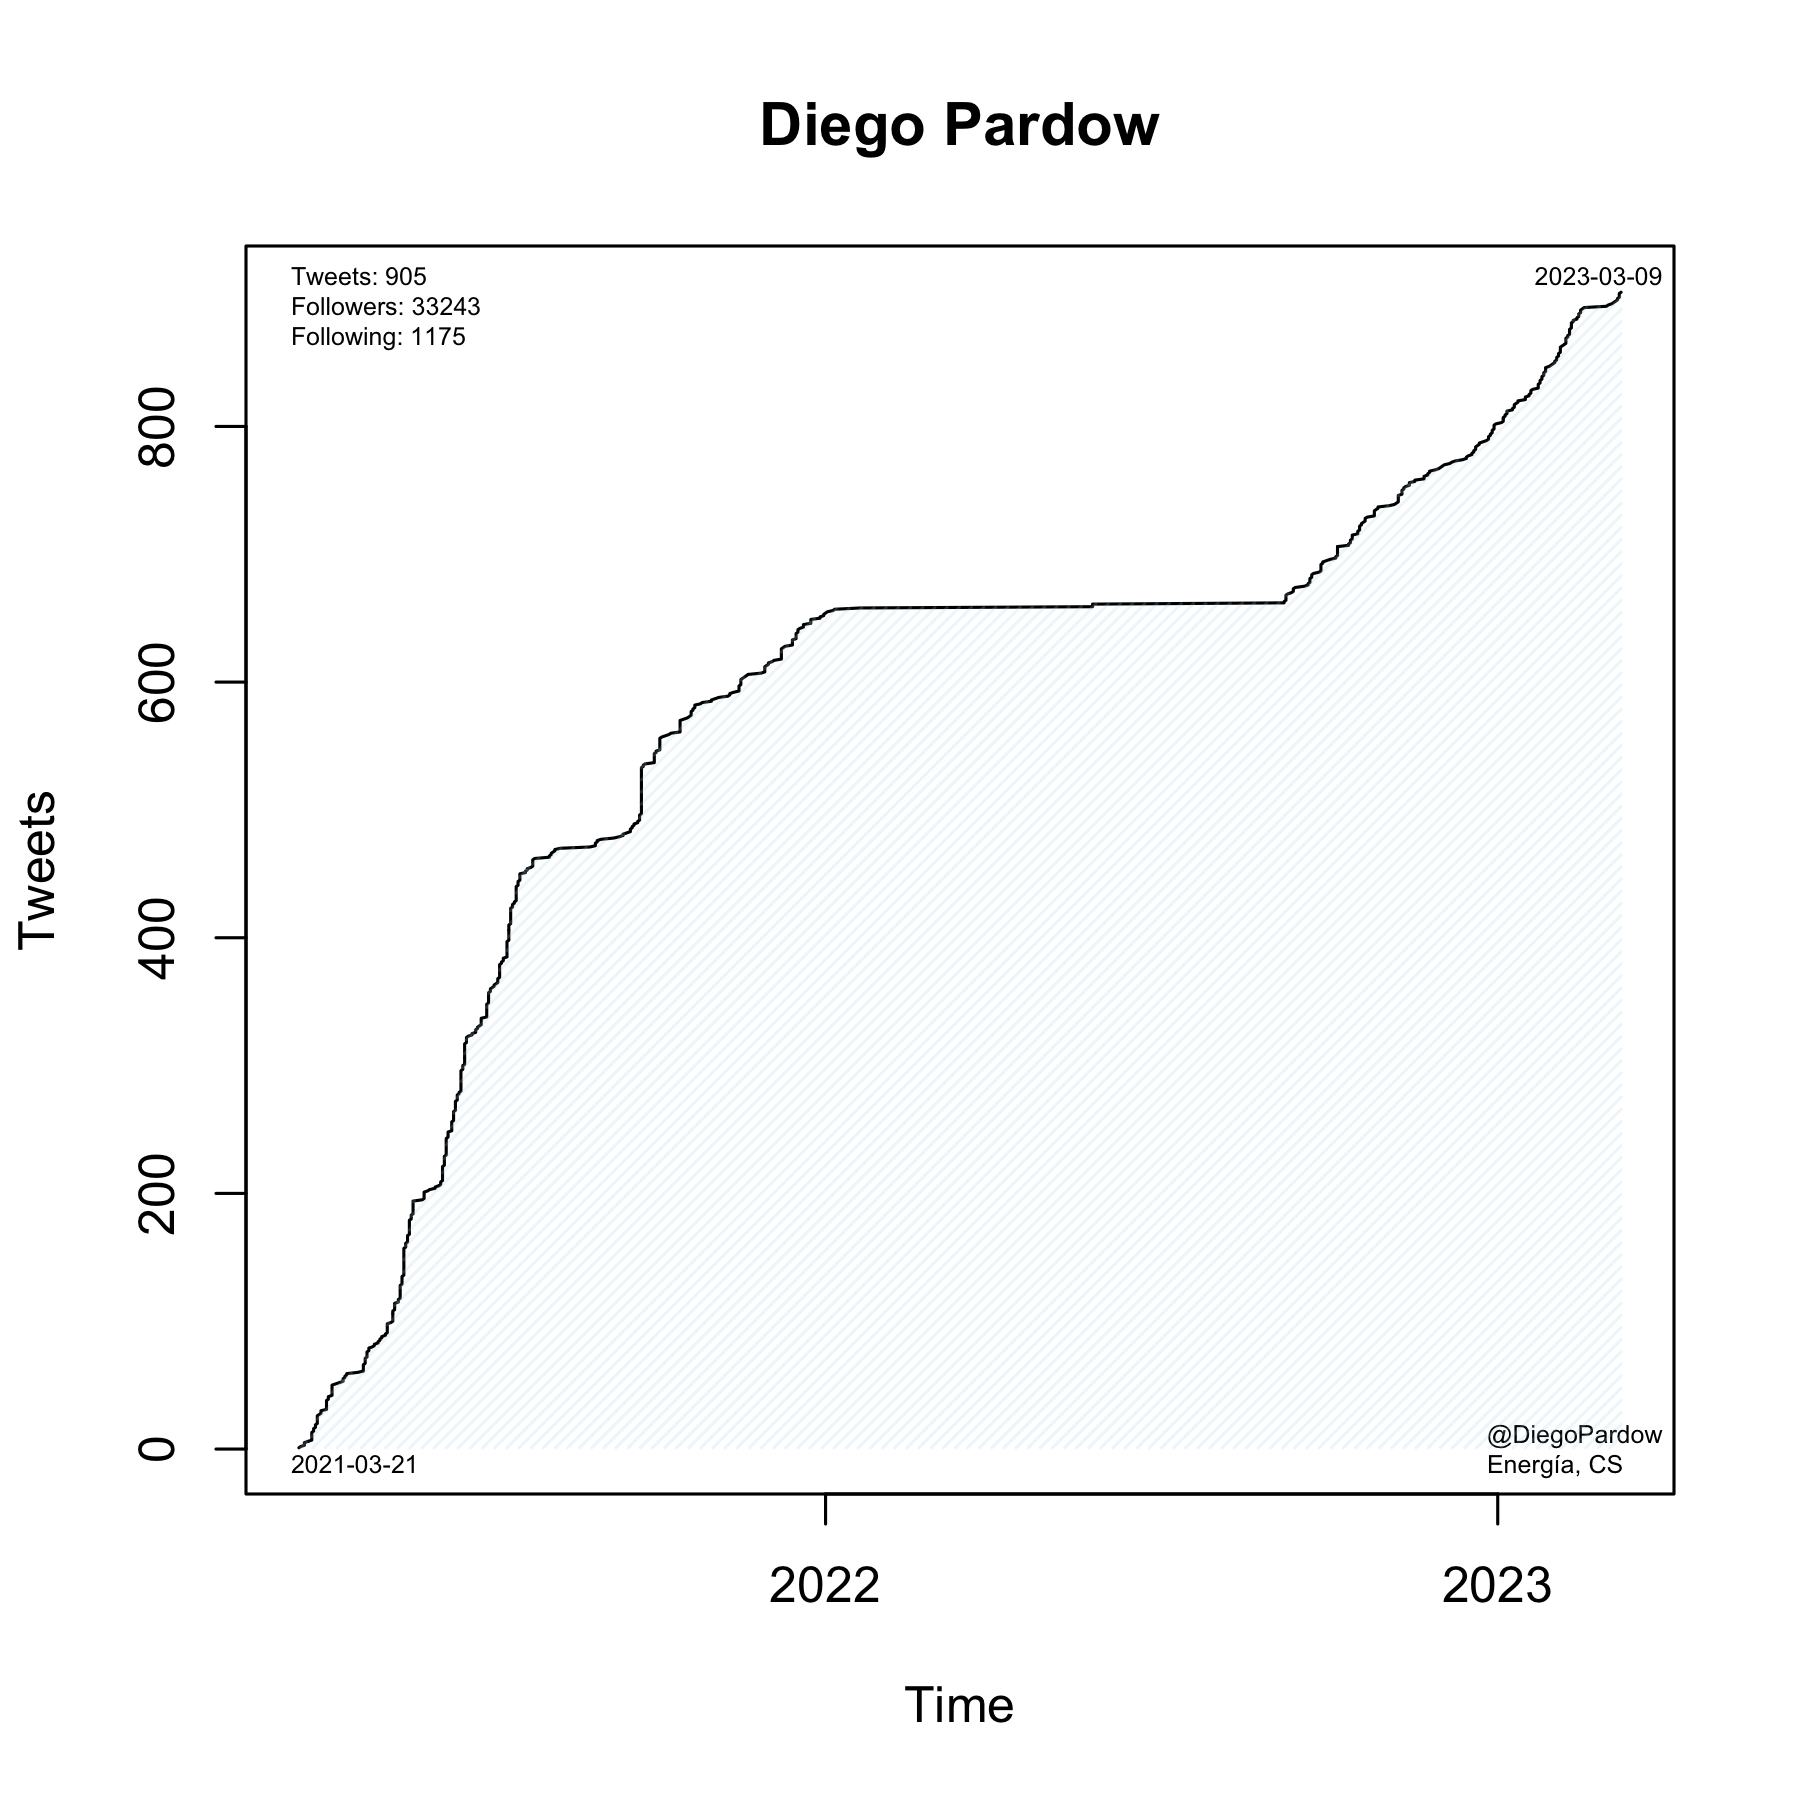 Diego Pardow
Tweets: 905
Followers: 33243
Following: 1175
2023-03-09
Tweets
800
600
400
200
0
2021-03-21
@DiegoPardow
Energía, CS
2022
2023
Time